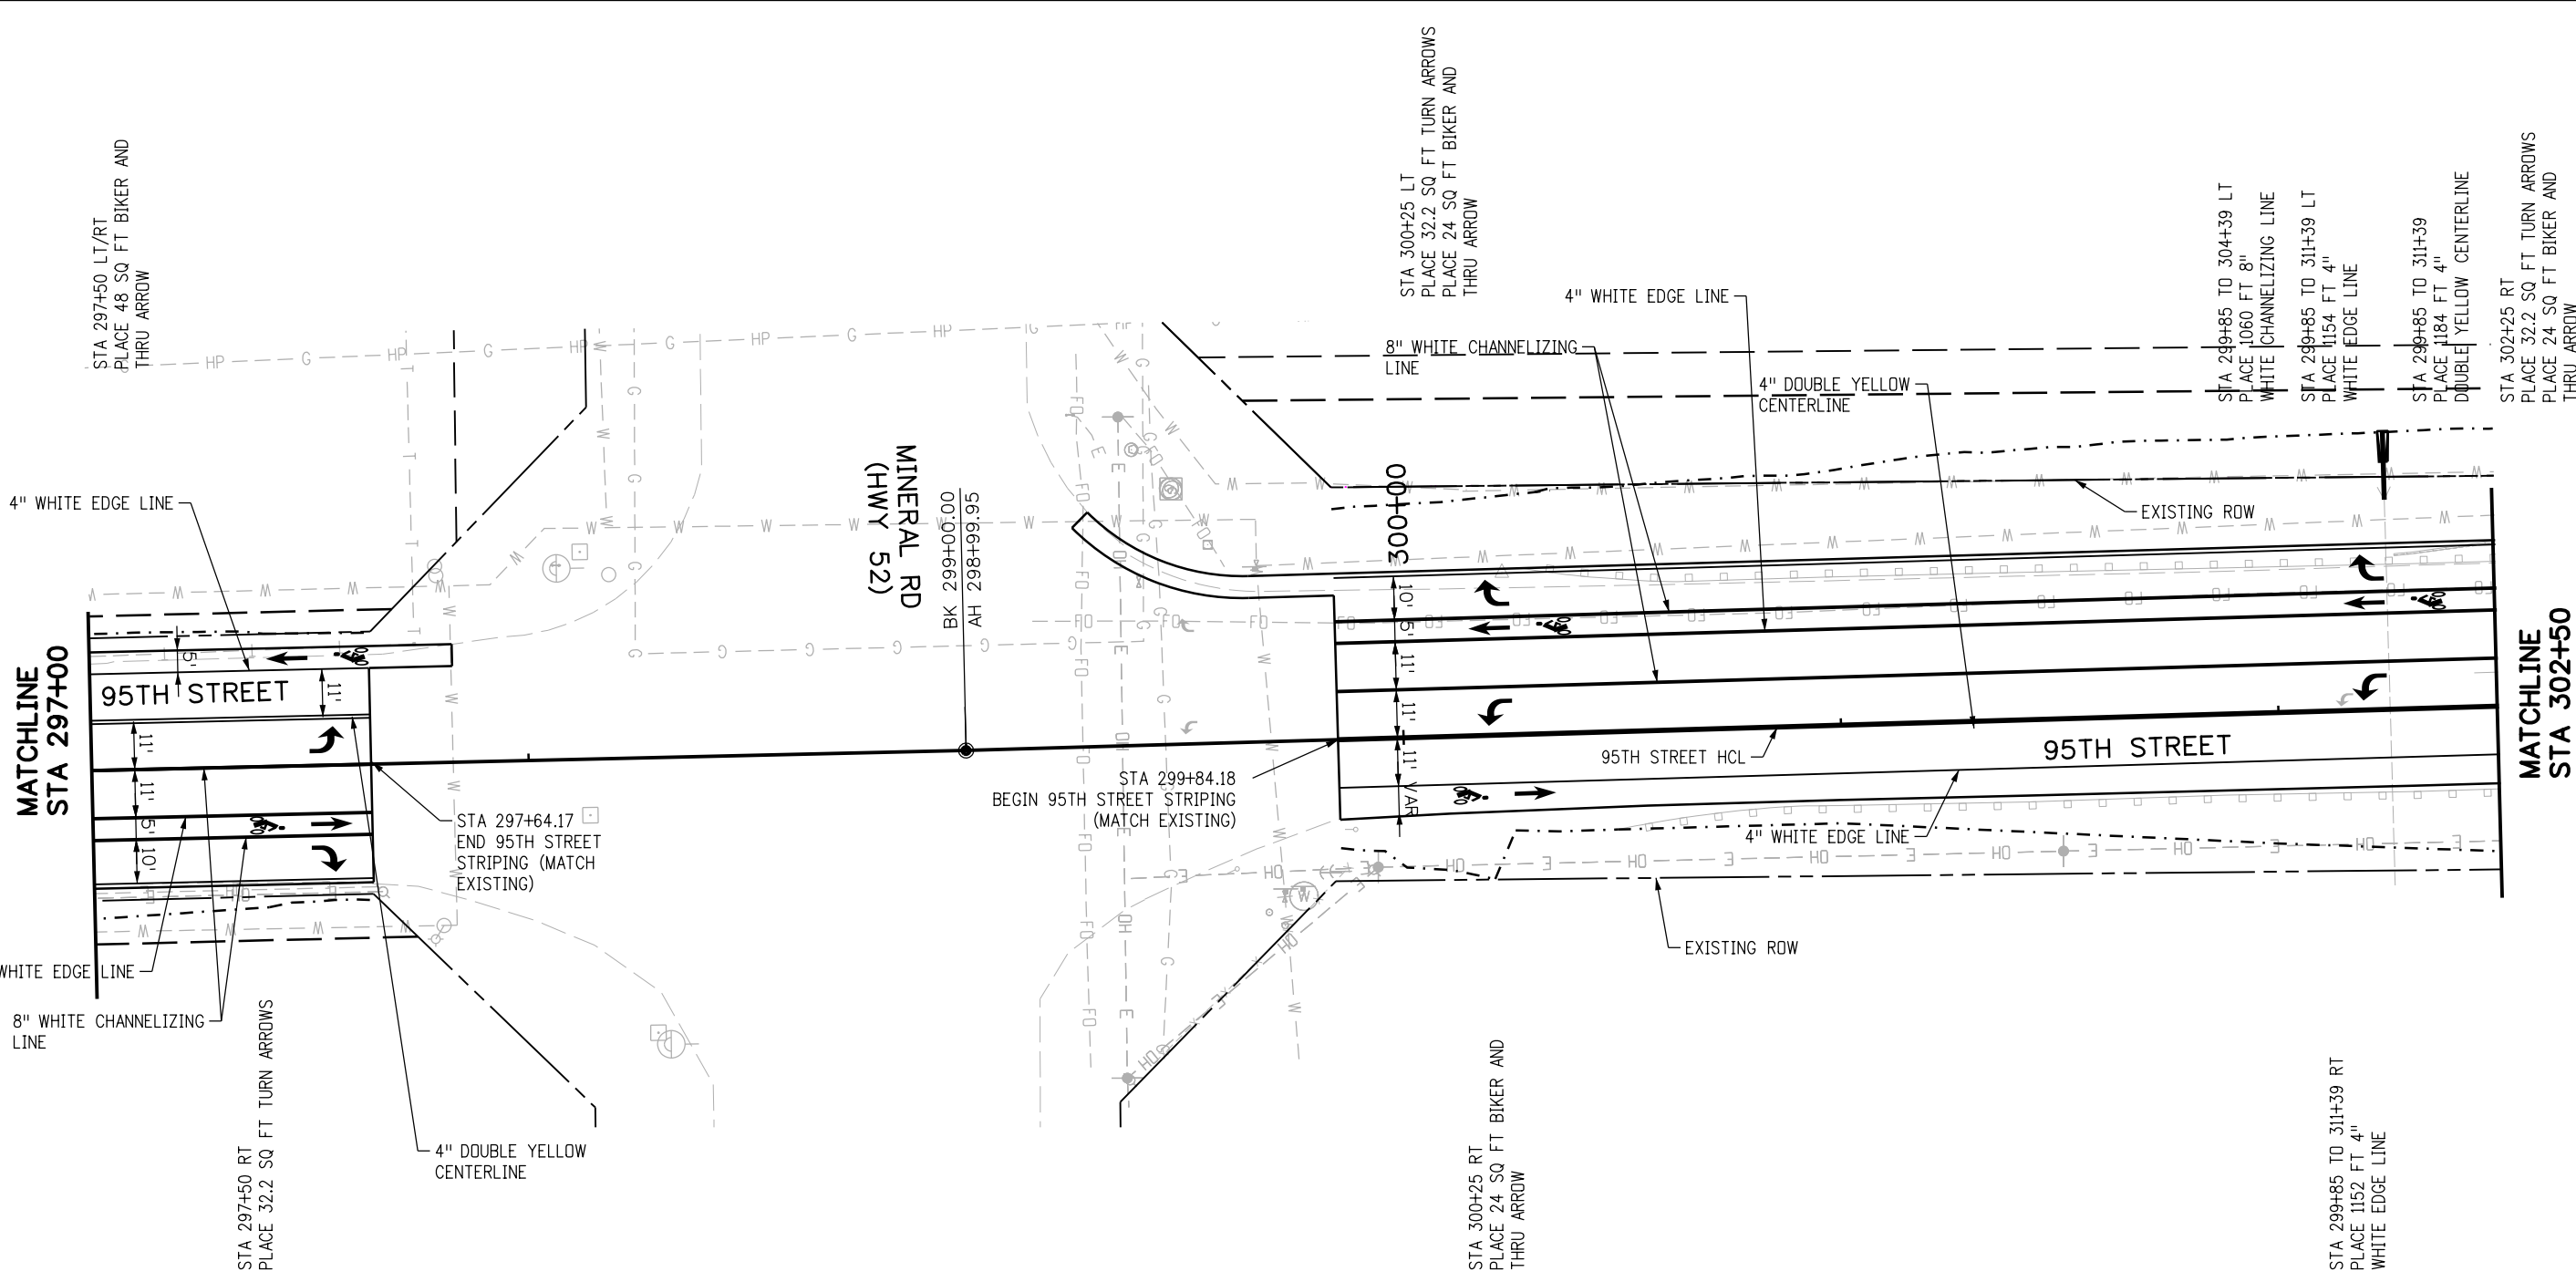 STA 297+50 LT/RT
PLACE 48 SQ FT BIKER AND
THRU ARROW
STA 300+25 LT
PLACE 32.2 SQ FT TURN ARROWS
PLACE 24 SQ FT BIKER AND
THRU ARROW
STA 299+85 TO 304+39 LT
PLACE 1060 FT 8"
WHITE CHANNELIZING LINE
STA 299+85 TO 311+39 LT
PLACE 1154 FT 4"
WHITE EDGE LINE
STA 299+85 TO 311+39
PLACE 1184 FT 4"
DOUBLE YELLOW CENTERLINE
STA 302+25 RT
PLACE 32.2 SQ FT TURN ARROWS
PLACE 24 SQ FT BIKER AND
THRU ARROW
4" WHITE EDGE LINE
8" WHITE CHANNELIZING
LINE
4" DOUBLE YELLOW
CENTERLINE
4" WHITE EDGE LINE
MINERAL RD
(HWY 52)
BK 299+00.00
AH 298+99.95
300+00
EXISTING ROW
MATCHLINE
STA 297+00
95TH STREET
5'
11'
11'
11'
5'
10'
10'
5'
11'
11'
11'
VAR
MATCHLINE
STA 302+50
95TH STREET HCL
95TH STREET
STA 299+84.18
BEGIN 95TH STREET STRIPING
(MATCH EXISTING)
STA 297+64.17
END 95TH STREET
STRIPING (MATCH
EXISTING)
4" WHITE EDGE LINE
EXISTING ROW
WHITE EDGE LINE
8" WHITE CHANNELIZING
LINE
4" DOUBLE YELLOW
CENTERLINE
STA 297+50 RT
PLACE 32.2 SQ FT TURN ARROWS
STA 300+25 RT
PLACE 24 SQ FT BIKER AND
THRU ARROW
STA 299+85 TO 311+39 RT
PLACE 1152 FT 4"
WHITE EDGE LINE